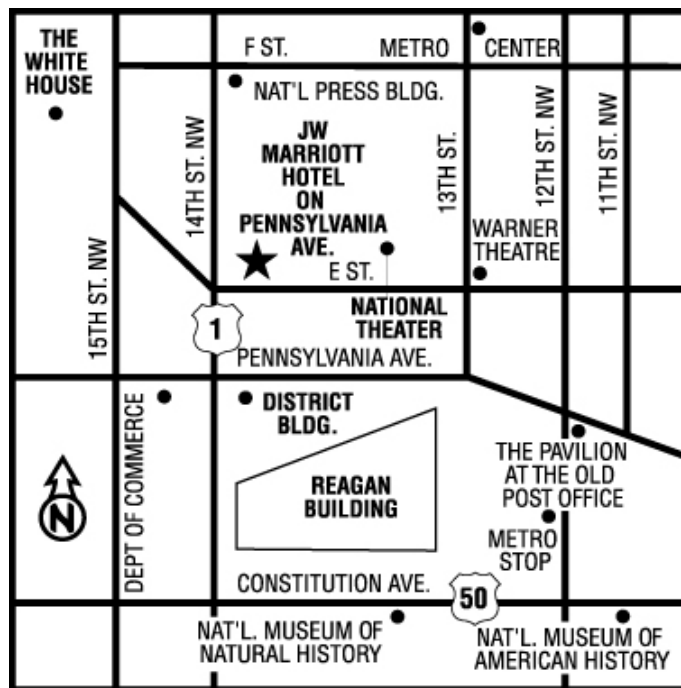 THE
WHITE
HOUSE
F ST.
METRO
CENTER
NAT'L PRESS BLDG.
JW
MARRIOTT
HOTEL
ON
PENNSYLVANIA
AVE.
14TH ST. NW
13TH ST.
12TH ST. NW
11TH ST. NW
WARNER
THEATRE
E ST.
NATIONAL
THEATER
15TH ST. NW
1
PENNSYLVANIA AVE.
DISTRICT
BLDG.
DEPT OF COMMERCE
REAGAN
BUILDING
THE PAVILION
AT THE OLD
POST OFFICE
METRO
STOP
N
CONSTITUTION AVE.
50
NAT'L. MUSEUM OF
NATURAL HISTORY
NAT'L. MUSEUM OF
AMERICAN HISTORY